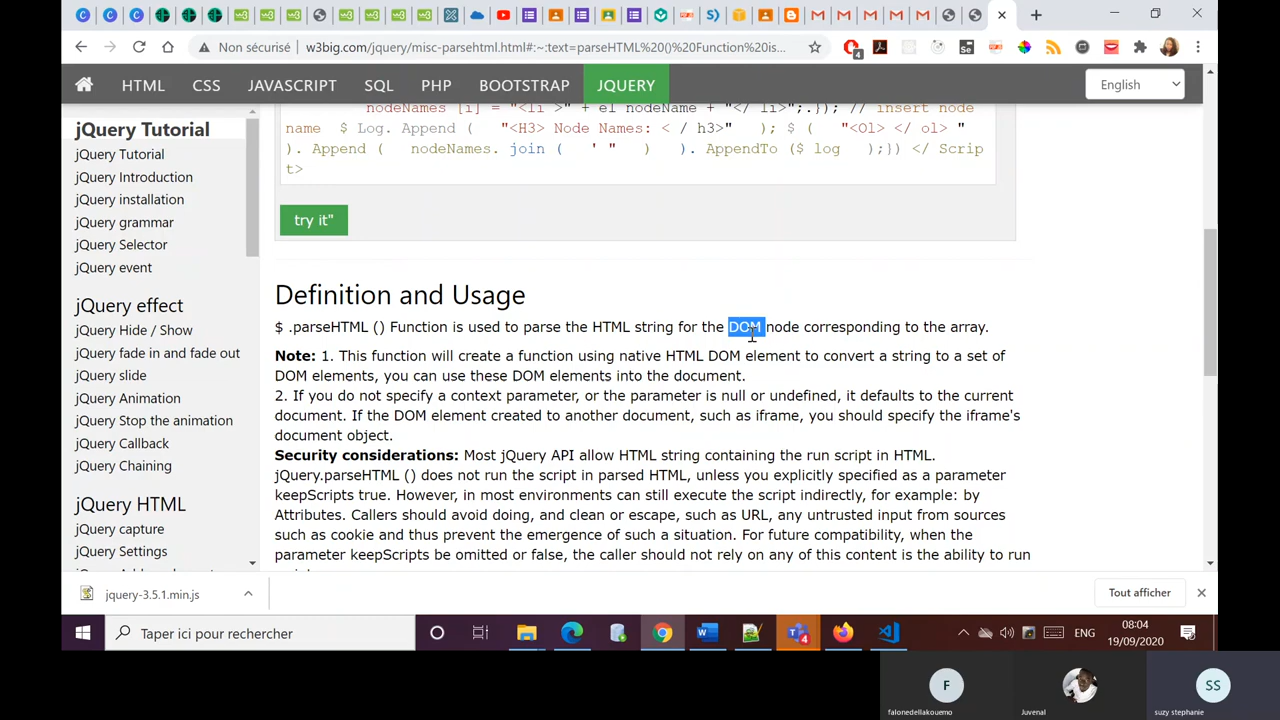 Non sécurisé
w3big.com/jquery/misc-parsehtml.html#:~:text=parseHTML%20()%20Function%20is...
4
HTML CSS JAVASCRIPT SQL PHP BOOTSTRAP JQUERY English
jQuery Tutorial
jQuery Tutorial
jQuery Introduction
jQuery installation
jQuery grammar
jQuery Selector
jQuery event
jQuery effect
jQuery Hide / Show
jQuery fade in and fade out
jQuery slide
jQuery Animation
jQuery Stop the animation
jQuery Callback
jQuery Chaining
jQuery HTML
jQuery capture
jQuery Settings
nodeNames [i] = "<li >" + el nodeName + "</ li>";.}); // insert node
name $ Log. Append ( "<H3> Node Names: < / h3>" ); $ ( "<Ol> </ ol> "
). Append ( nodeNames. join ( ' " ) ). AppendTo ($ log );;}) </ Scrip
t>
try it"
Definition and Usage
$ .parseHTML () Function is used to parse the HTML string for the DOM node corresponding to the array.
Note: 1. This function will create a function using native HTML DOM element to convert a string to a set of
DOM elements, you can use these DOM elements into the document.
2. If you do not specify a context parameter, or the parameter is null or undefined, it defaults to the current
document. If the DOM element created to another document, such as iframe, you should specify the iframe's
document object.
Security considerations: Most jQuery API allow HTML string containing the run script in HTML.
jQuery.parseHTML () does not run the script in parsed HTML, unless you explicitly specified as a parameter
keepScripts true. However, in most environments can still execute the script indirectly, for example: by
Attributes. Callers should avoid doing, and clean or escape, such as URL, any untrusted input from sources
such as cookie and thus prevent the emergence of such a situation. For future compatibility, when the
parameter keepScripts be omitted or false, the caller should not rely on any of this content is the ability to run
jquery-3.5.1.min.js
Tout afficher
Taper ici pour rechercher
4
ENG
08:04
19/09/2020
F
falonedellakouemo
Juvenal
SS
suzy stephanie